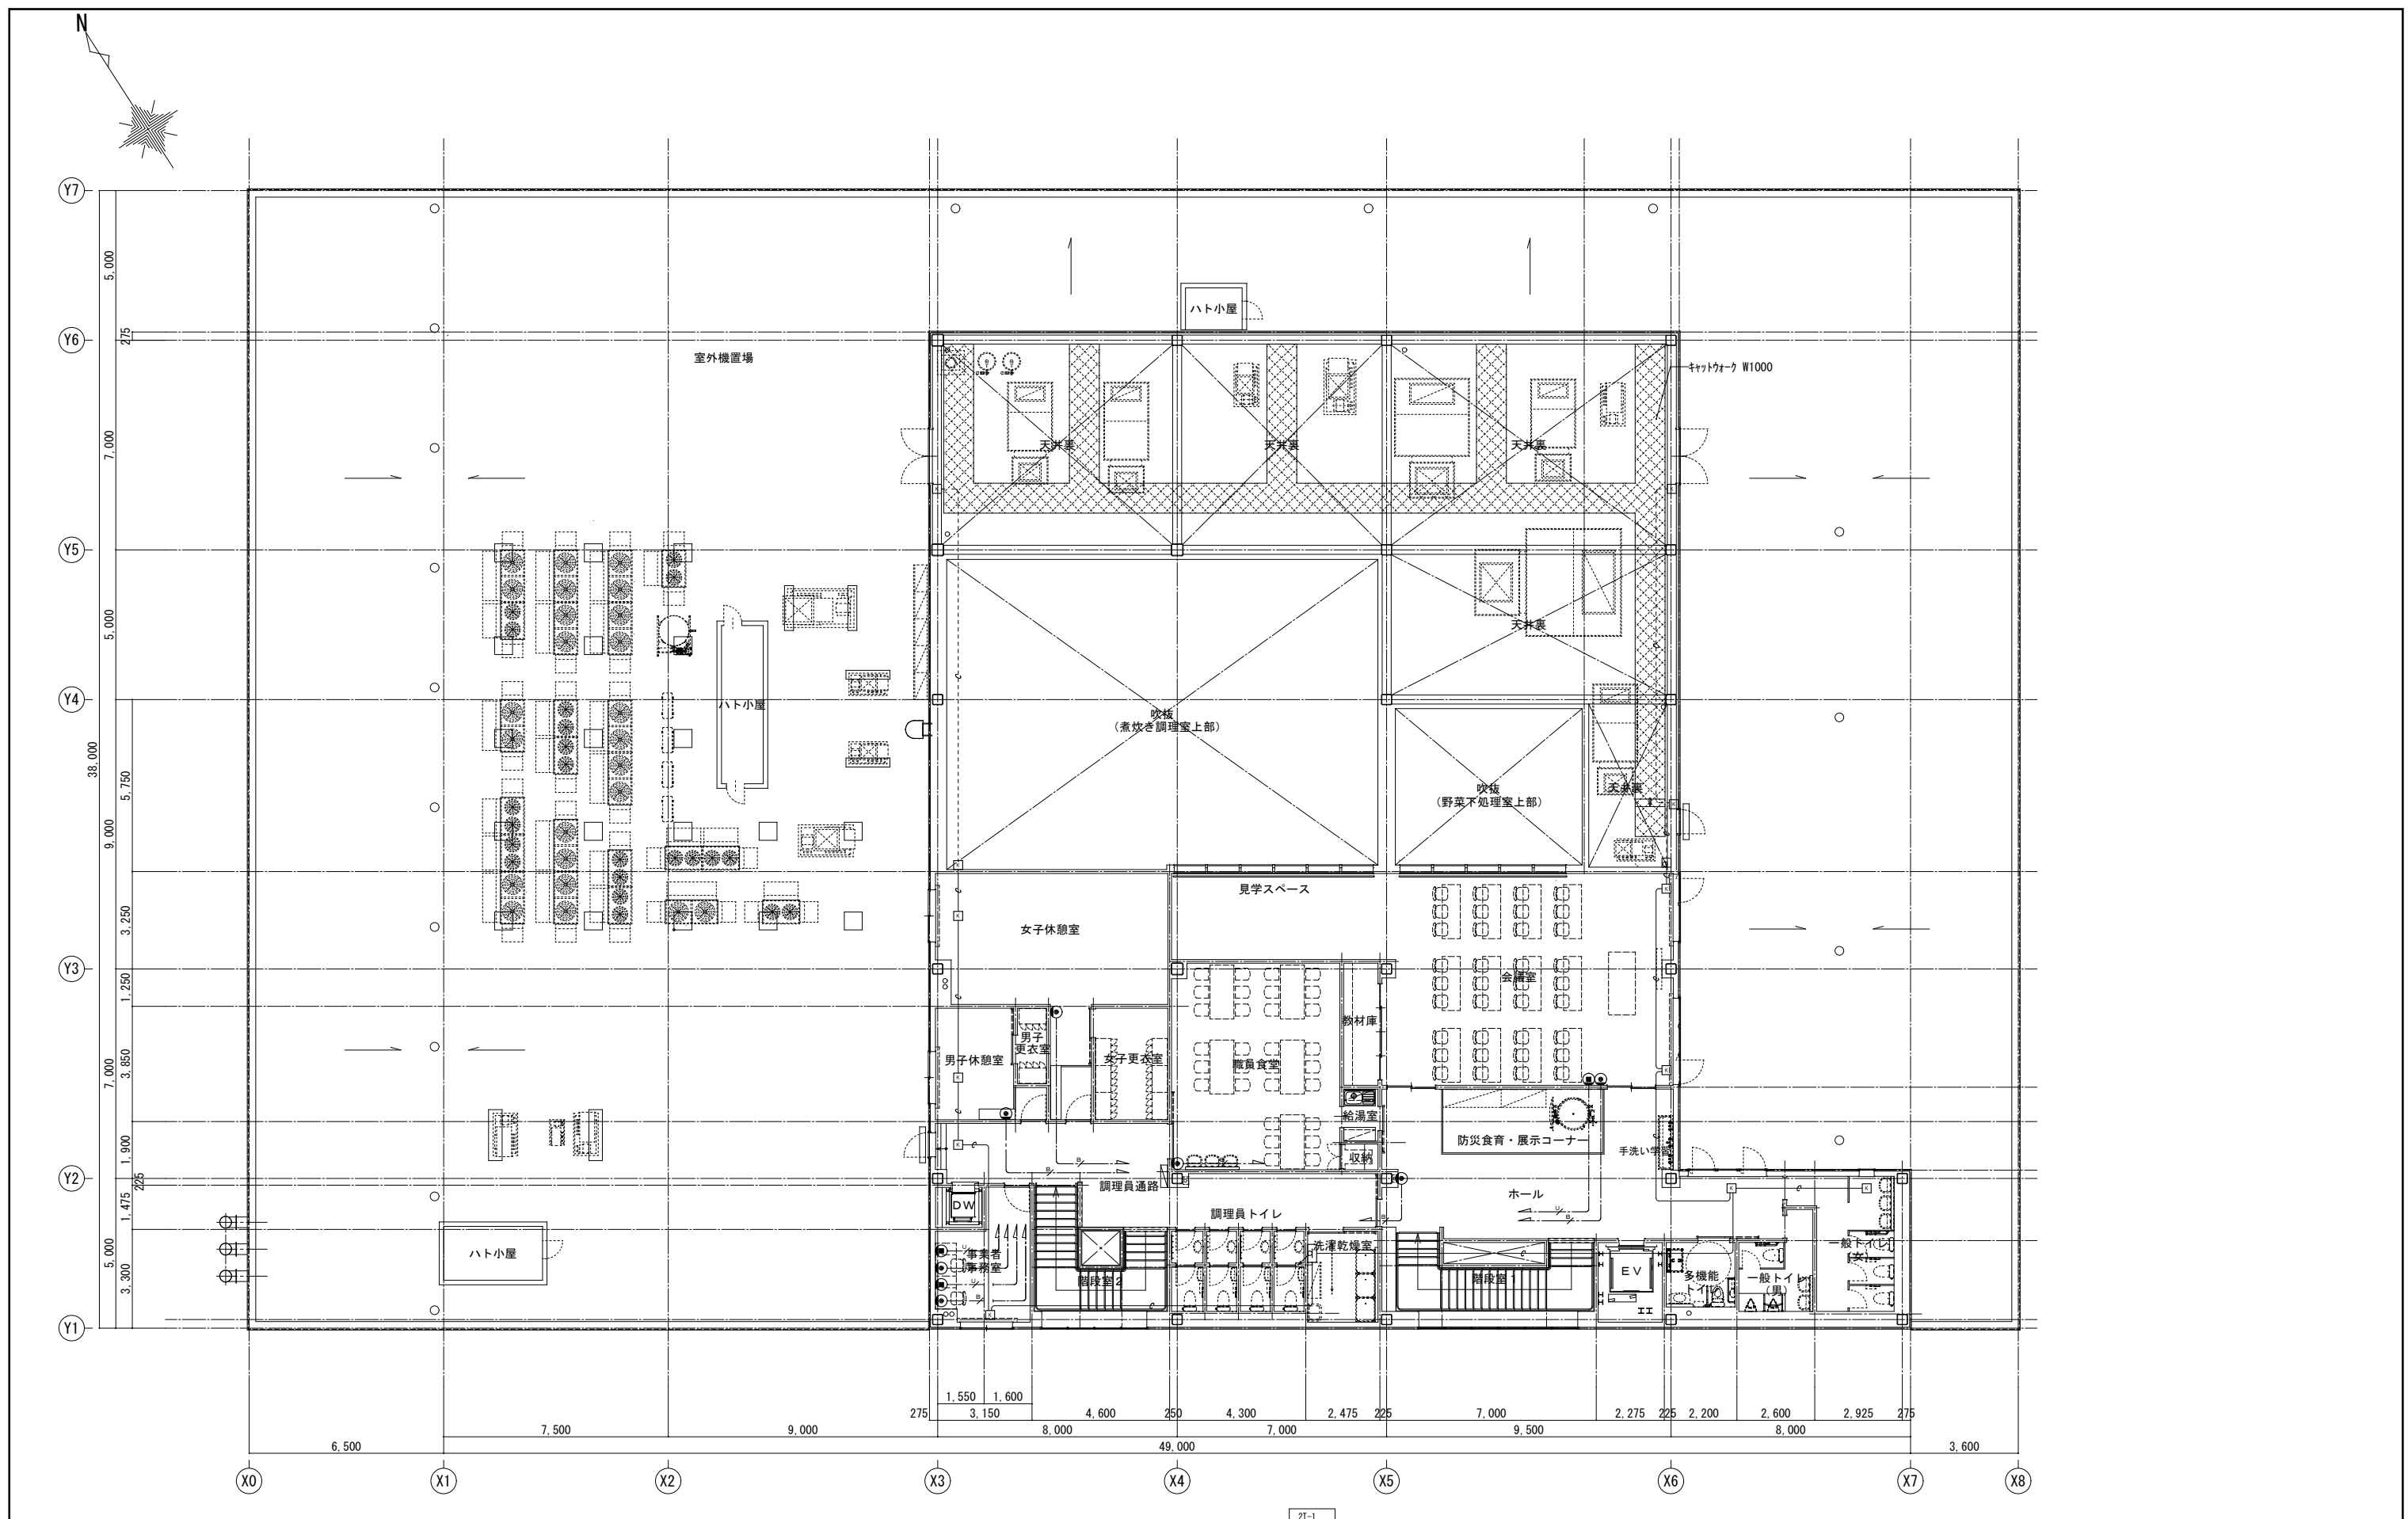 N
Y7
5,000
275
Y6
ハト小屋
室外機置場
キャットウォーク W1000
7,000
天井裏
天井裏
天井裏
Y5
5,000
天井裏
Y4
ハト小屋
吹抜
(煮炊き調理室上部)
38,000
5,750
吹抜
(野菜下処理室上部)
天井裏
9,000
見学スペース
3,250
女子休憩室
Y3
会議室
1,250
教材庫
男子
更衣室
男子休憩室
女子更衣室
職員食堂
7,000
3,850
給湯室
防災食育・展示コーナー
手洗い学習
1,900
収納
Y2
225
調理員通路
ホール
1,475
DW
調理員トイレ
事業者
事務室
洗濯乾燥室
一般トイレ
(女)
ハト小屋
5,000
3,300
階段室2
階段室1
EV
多機能
トイレ
一般トイレ
(男)
Y1
1,550
1,600
275
3,150
4,600
250
4,300
2,475
225
7,000
2,275
225
2,200
2,600
2,925
275
7,500
9,000
8,000
7,000
9,500
8,000
6,500
49,000
3,600
X0
X1
X2
X3
X4
X5
X6
X7
X8
2T-1